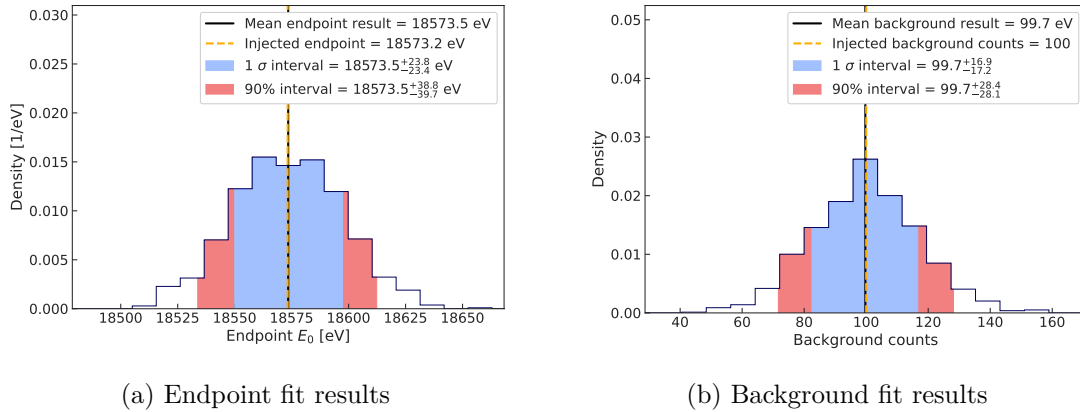 Mean endpoint result = 18573.5 eV
Injected endpoint = 18573.2 eV
1 σ interval = 18573.5^{+23.8}_{-23.4} eV
90% interval = 18573.5^{+38.8}_{-39.7} eV
0.030
0.025
0.020
0.015
0.010
0.005
0.000
Density [1/eV]
18500 18525 18550 18575 18600 18625 18650
Endpoint E_0 [eV]
(a) Endpoint fit results
Mean background result = 99.7 eV
Injected background counts = 100
1 σ interval = 99.7^{+16.9}_{-17.2}
90% interval = 99.7^{+28.4}_{-28.1}
0.05
0.04
0.03
0.02
0.01
0.00
Density
40 60 80 100 120 140 160
Background counts
(b) Background fit results